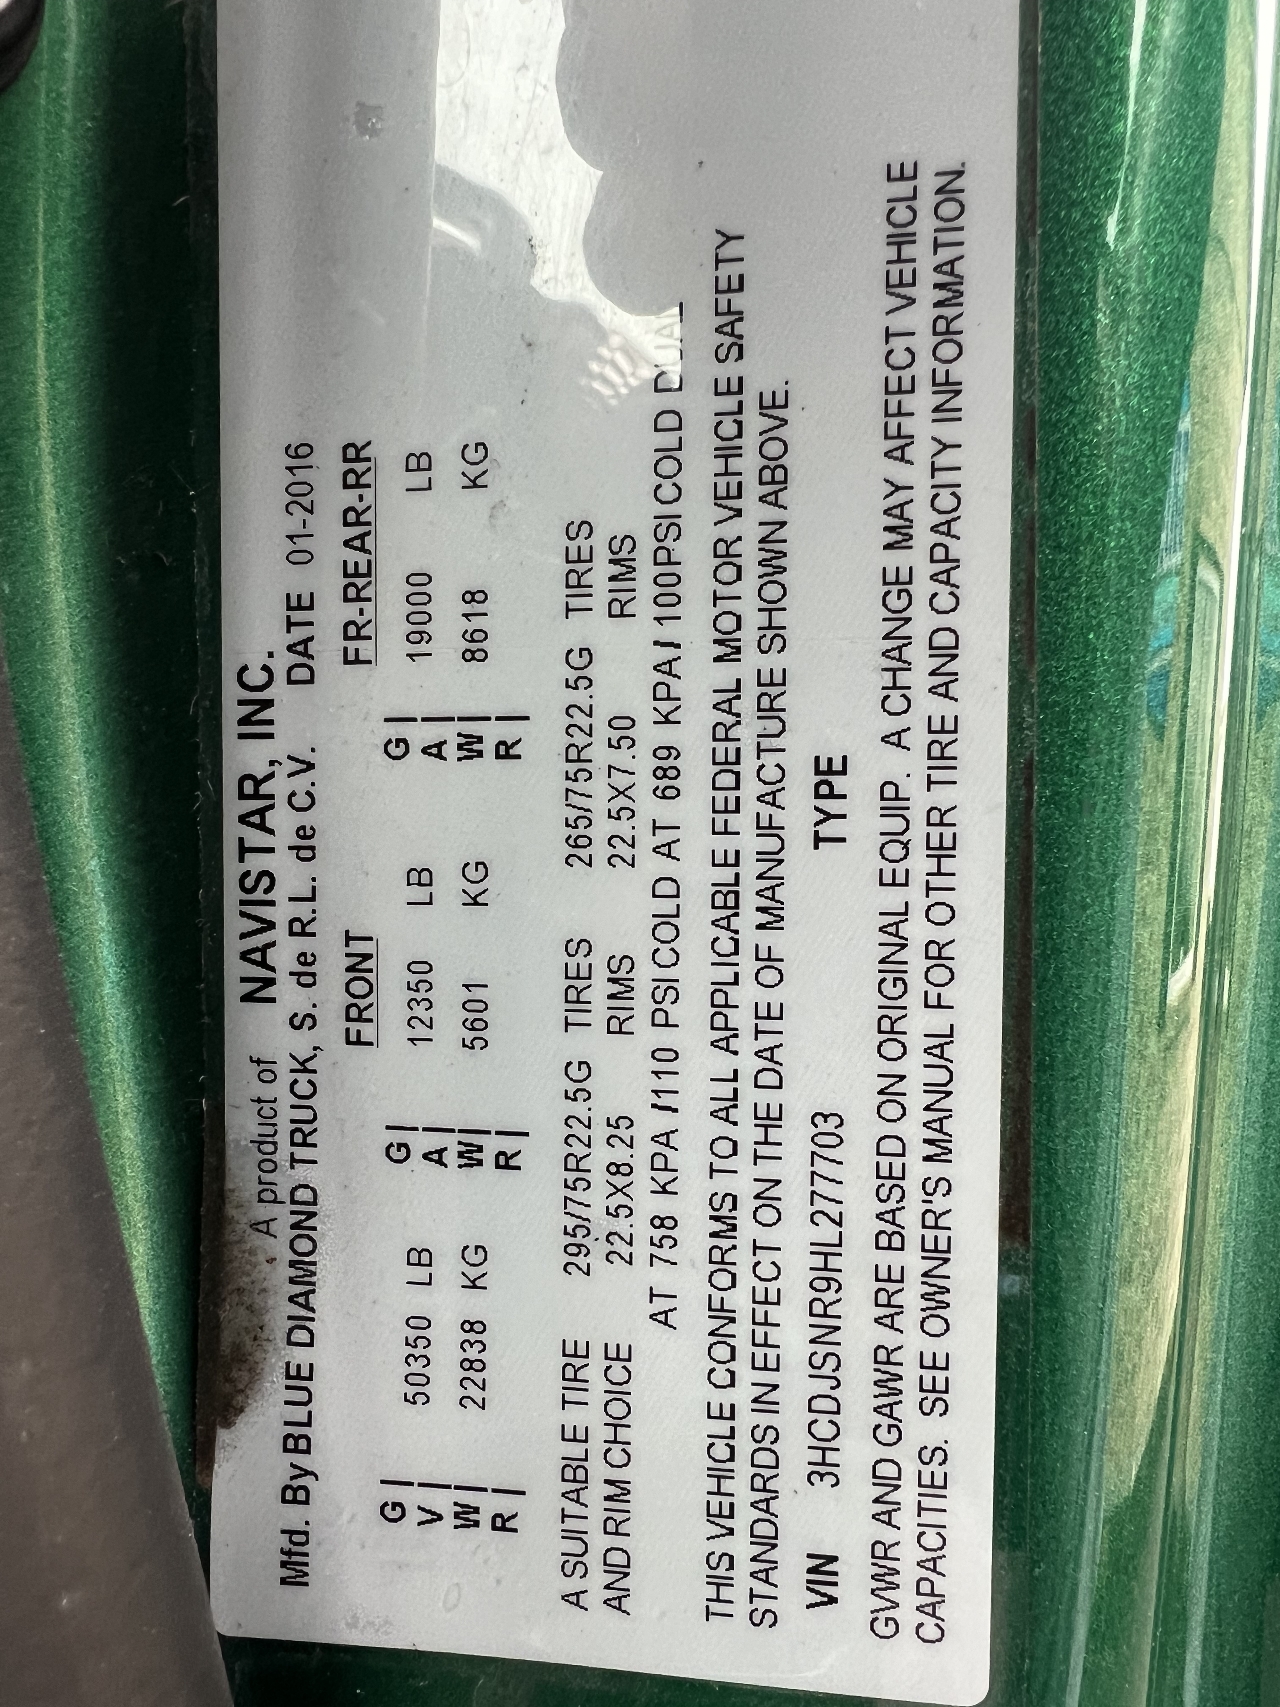 A product of NAVISTAR, INC.
Mfd. By BLUE DIAMOND TRUCK, S. de R.L. de C.V. DATE 01-2016
FRONT FR-REAR-RR
G G G
V 50350 LB A 12350 LB A 19000 LB
W 22838 KG W 5601 KG W 8618 KG
R R R
A SUITABLE TIRE 295/75R22.5G TIRES 265/75R22.5G TIRES
AND RIM CHOICE 22.5X8.25 RIMS 22.5X7.50 RIMS
AT 758 KPA /110 PSI COLD AT 689 KPA/ 100PSI COLD DUAL
THIS VEHICLE CONFORMS TO ALL APPLICABLE FEDERAL MOTOR VEHICLE SAFETY
STANDARDS IN EFFECT ON THE DATE OF MANUFACTURE SHOWN ABOVE.
VIN 3HCDJSNR9HL277703 TYPE
GVWR AND GAWR ARE BASED ON ORIGINAL EQUIP. A CHANGE MAY AFFECT VEHICLE
CAPACITIES. SEE OWNER'S MANUAL FOR OTHER TIRE AND CAPACITY INFORMATION.